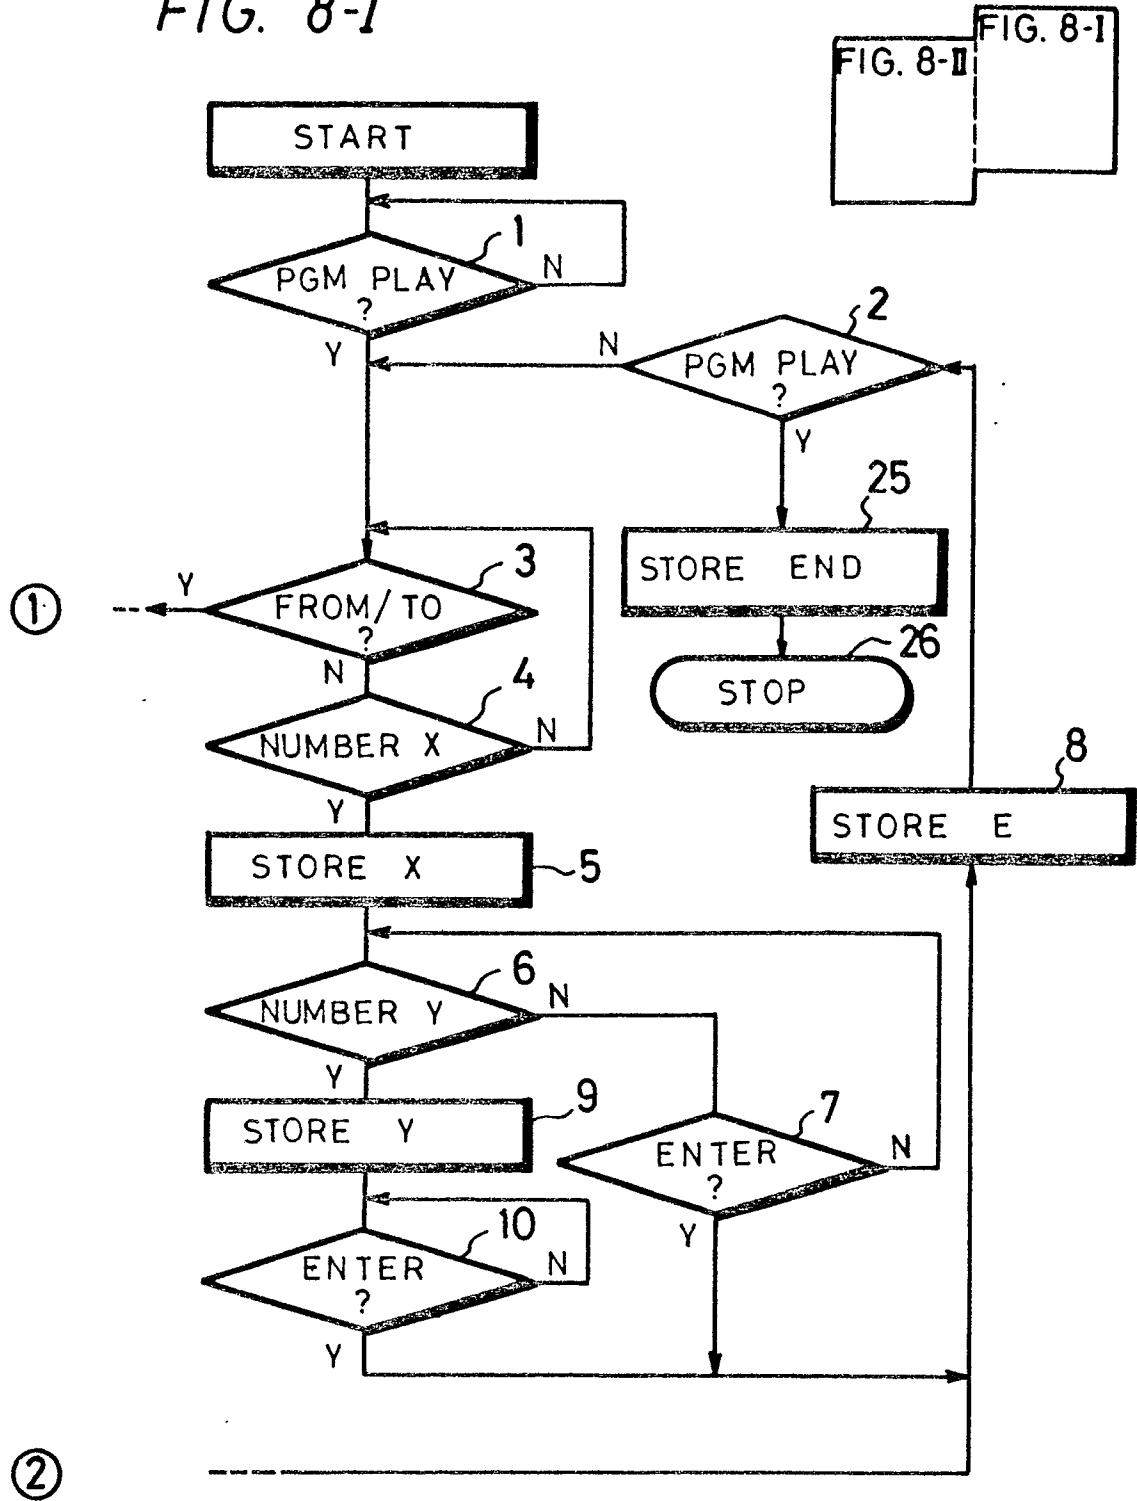 FIG. 8-I
FIG. 8-II
FIG. 8-I
START
1
PGM PLAY
?
N
Y
2
N
PGM PLAY
?
Y
25
STORE END
26
STOP
3
Y
FROM/TO
?
N
①
4
NUMBER X
N
Y
STORE X
5
8
STORE E
6
NUMBER Y
N
Y
STORE Y
9
7
ENTER
?
N
Y
10
ENTER
?
N
Y
②